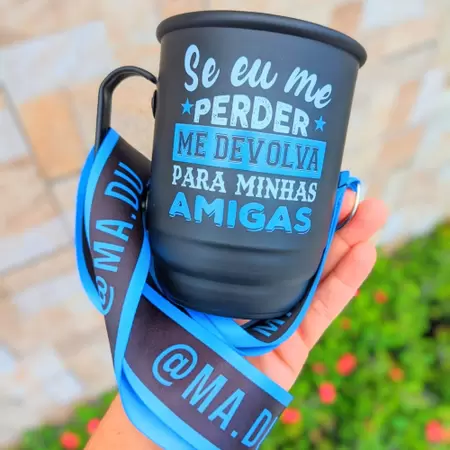 Se eu me
PERDER
ME DEVOLVA
PARA MINHAS
AMIGAS
@MA.DU
@MA.DU